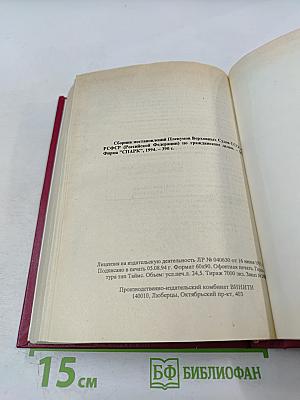 Сборник постановлений Пленумов Верховных Судов СССР и
РСФСР (Российской Федерации) по гражданским делам.
Фирма "СПАРК", 1994. – 390 с.
Лицензия на издательскую деятельность ЛР № 040630 от 16 июня
Подписано в печать 05.08.94 г. Формат 60х90. Офсетная печать.
тура тип Таймс. Объем: усл.печ.л. 24,5. Тираж 7000 экз.
Производственно-издательский комбинат ВИНИТИ
140010, Люберцы, Октябрьский пр-кт, 403
15 см
БФ БИБЛИОФАН